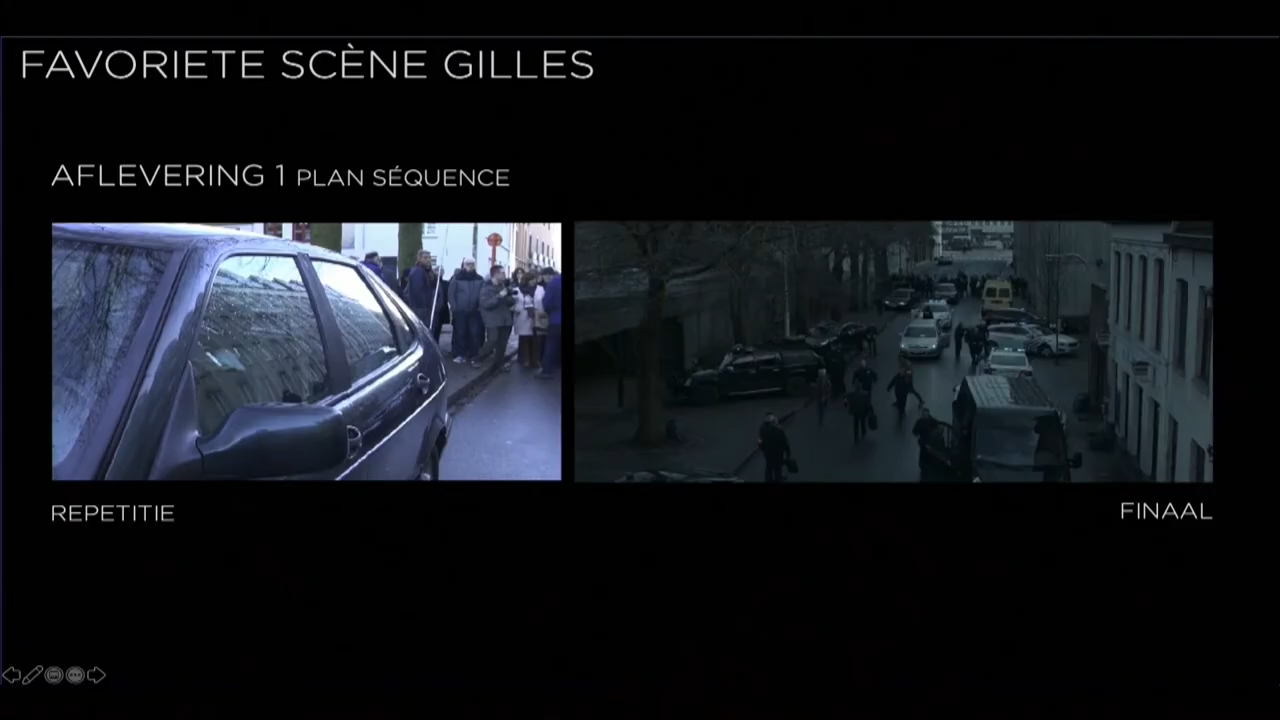 FAVORIETE SCÈNE GILLES
AFLEVERING 1 PLAN SÉQUENCE
REPETITIE
FINAAL